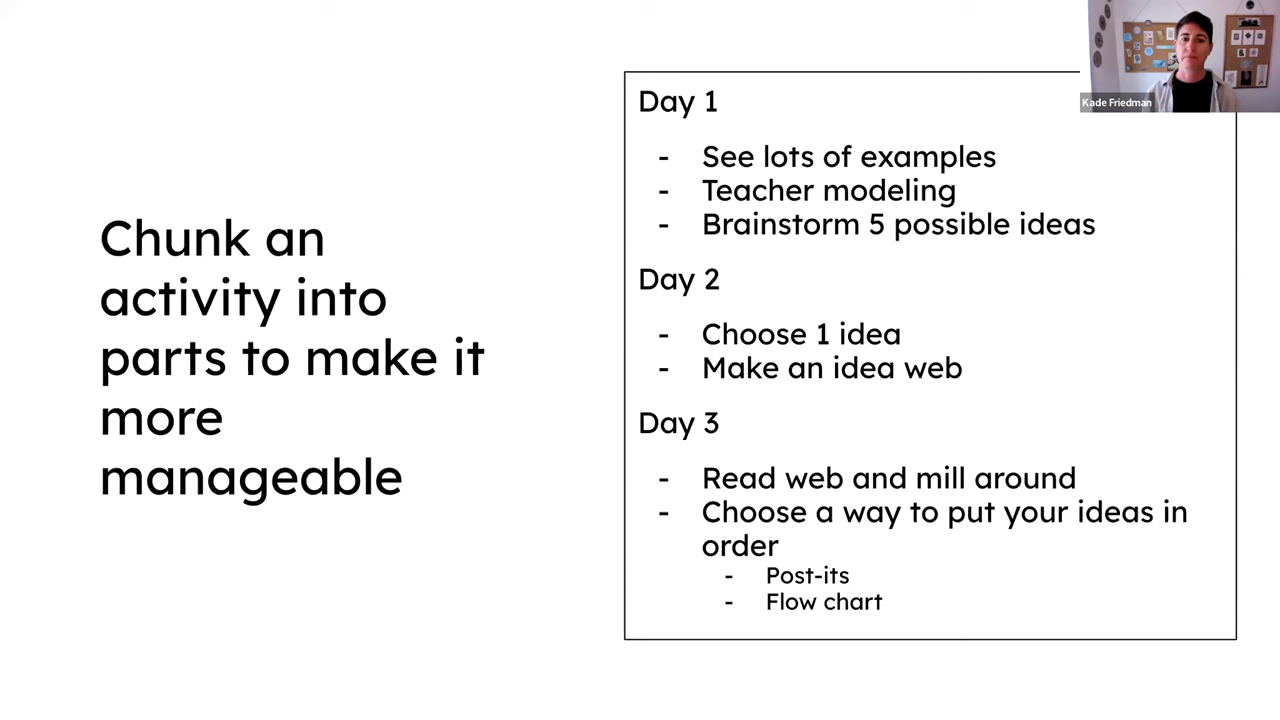 Chunk an
activity into
parts to make it
more
manageable
Day 1
- See lots of examples
- Teacher modeling
- Brainstorm 5 possible ideas
Day 2
- Choose 1 idea
- Make an idea web
Day 3
- Read web and mill around
- Choose a way to put your ideas in
order
- Post-its
- Flow chart
Kade Friedman